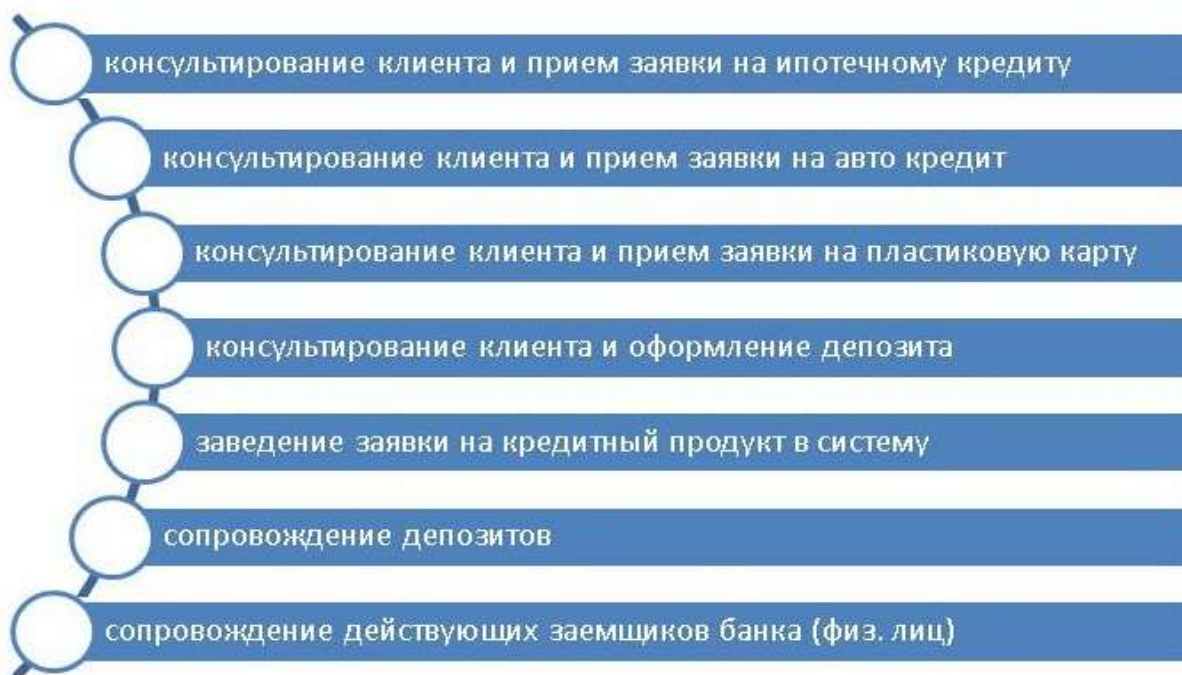 консультирование клиента и прием заявки на ипотечному кредиту
консультирование клиента и прием заявки на авто кредит
консультирование клиента и прием заявки на пластиковую карту
консультирование клиента и оформление депозита
заведение заявки на кредитный продукт в систему
сопровождение депозитов
сопровождение действующих заемщиков банка (физ. лиц)